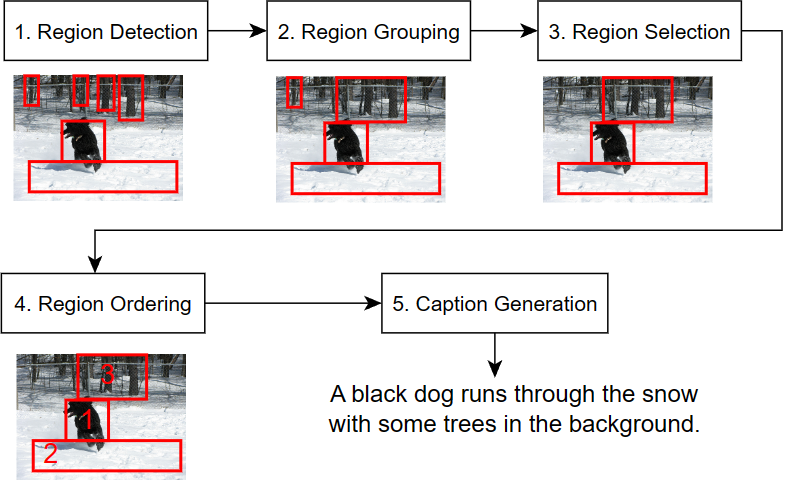 1. Region Detection
2. Region Grouping
3. Region Selection
4. Region Ordering
5. Caption Generation
3
1
2
A black dog runs through the snow
with some trees in the background.